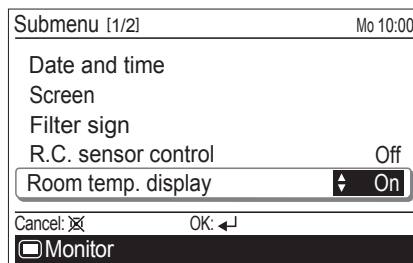 Submenu [1/2] Mo 10:00
Date and time
Screen
Filter sign
R.C. sensor control Off
Room temp. display On
Cancel: OK:
Monitor